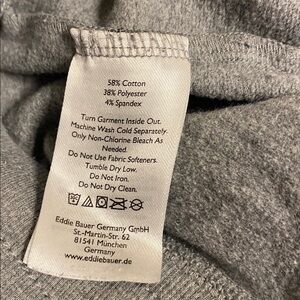 58% Cotton
38% Polyester
4% Spandex
Turn Garment Inside Out.
Machine Wash Cold Separately.
Only Non-Chlorine Bleach As
Needed.
Do Not Use Fabric Softeners.
Tumble Dry Low.
Do Not Iron.
Do Not Dry Clean.
Eddie Bauer Germany GmbH
St.-Martin-Str. 62
81541 München
Germany
www.eddiebauer.de